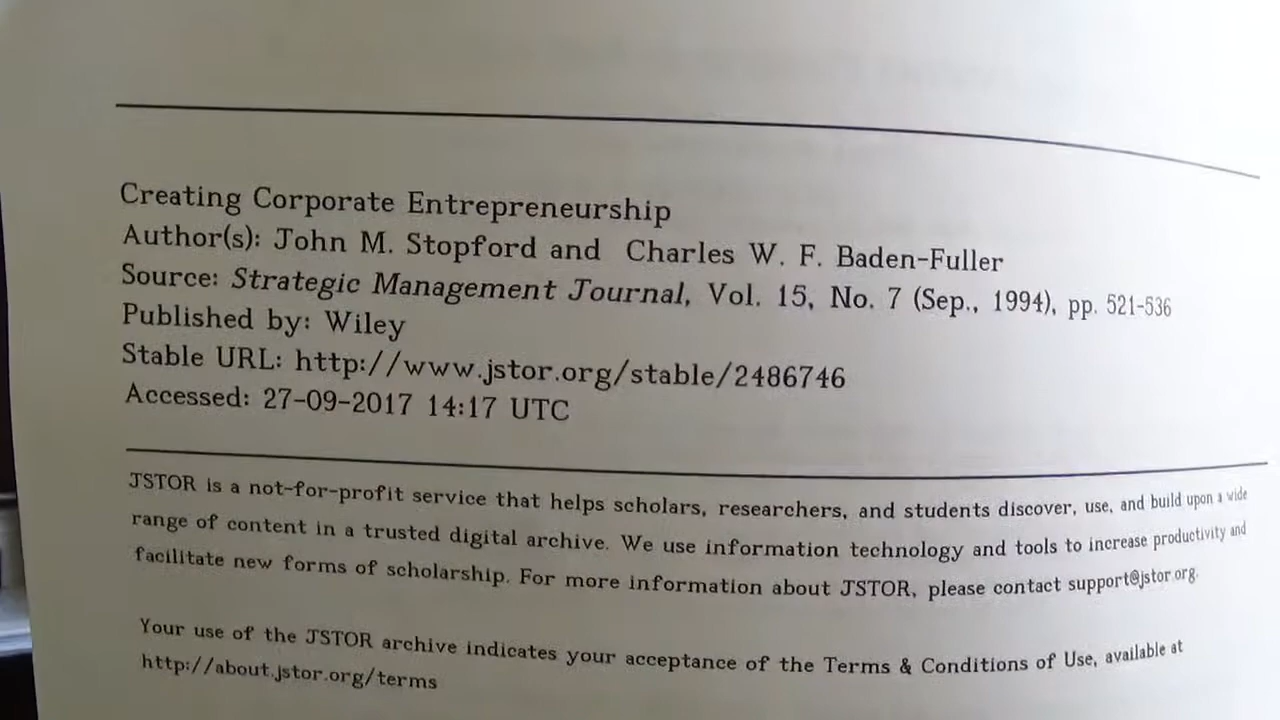 Creating Corporate Entrepreneurship
Author(s): John M. Stopford and Charles W. F. Baden-Fuller
Source: Strategic Management Journal, Vol. 15, No. 7 (Sep., 1994), pp. 521-536
Published by: Wiley
Stable URL: http://www.jstor.org/stable/2486746
Accessed: 27-09-2017 14:17 UTC
JSTOR is a not-for-profit service that helps scholars, researchers, and students discover, use, and build upon a wide
range of content in a trusted digital archive. We use information technology and tools to increase productivity and
facilitate new forms of scholarship. For more information about JSTOR, please contact support@jstor.org.
Your use of the JSTOR archive indicates your acceptance of the Terms & Conditions of Use, available at
http://about.jstor.org/terms